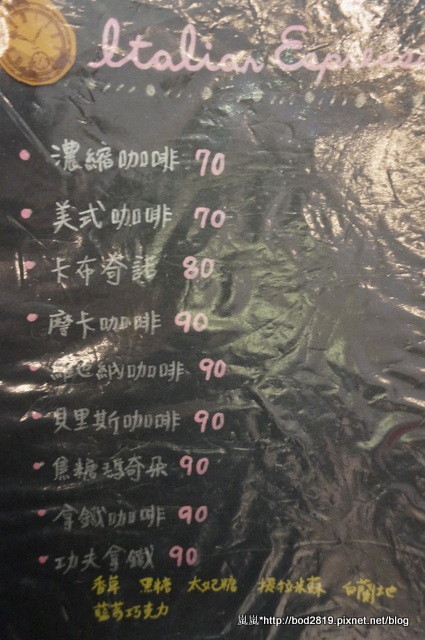 Italian Espresso
濃縮咖啡 70
美式咖啡 70
卡布奇諾 80
摩卡咖啡 90
維也納咖啡 90
貝里斯咖啡 90
焦糖瑪奇朵 90
拿鐵咖啡 90
功夫拿鐵 90
香草 黑糖 太妃糖 提拉米蘇 白蘭地
藍莓巧克力
嵐嵐*http://bod2819.pixnet.net/blog